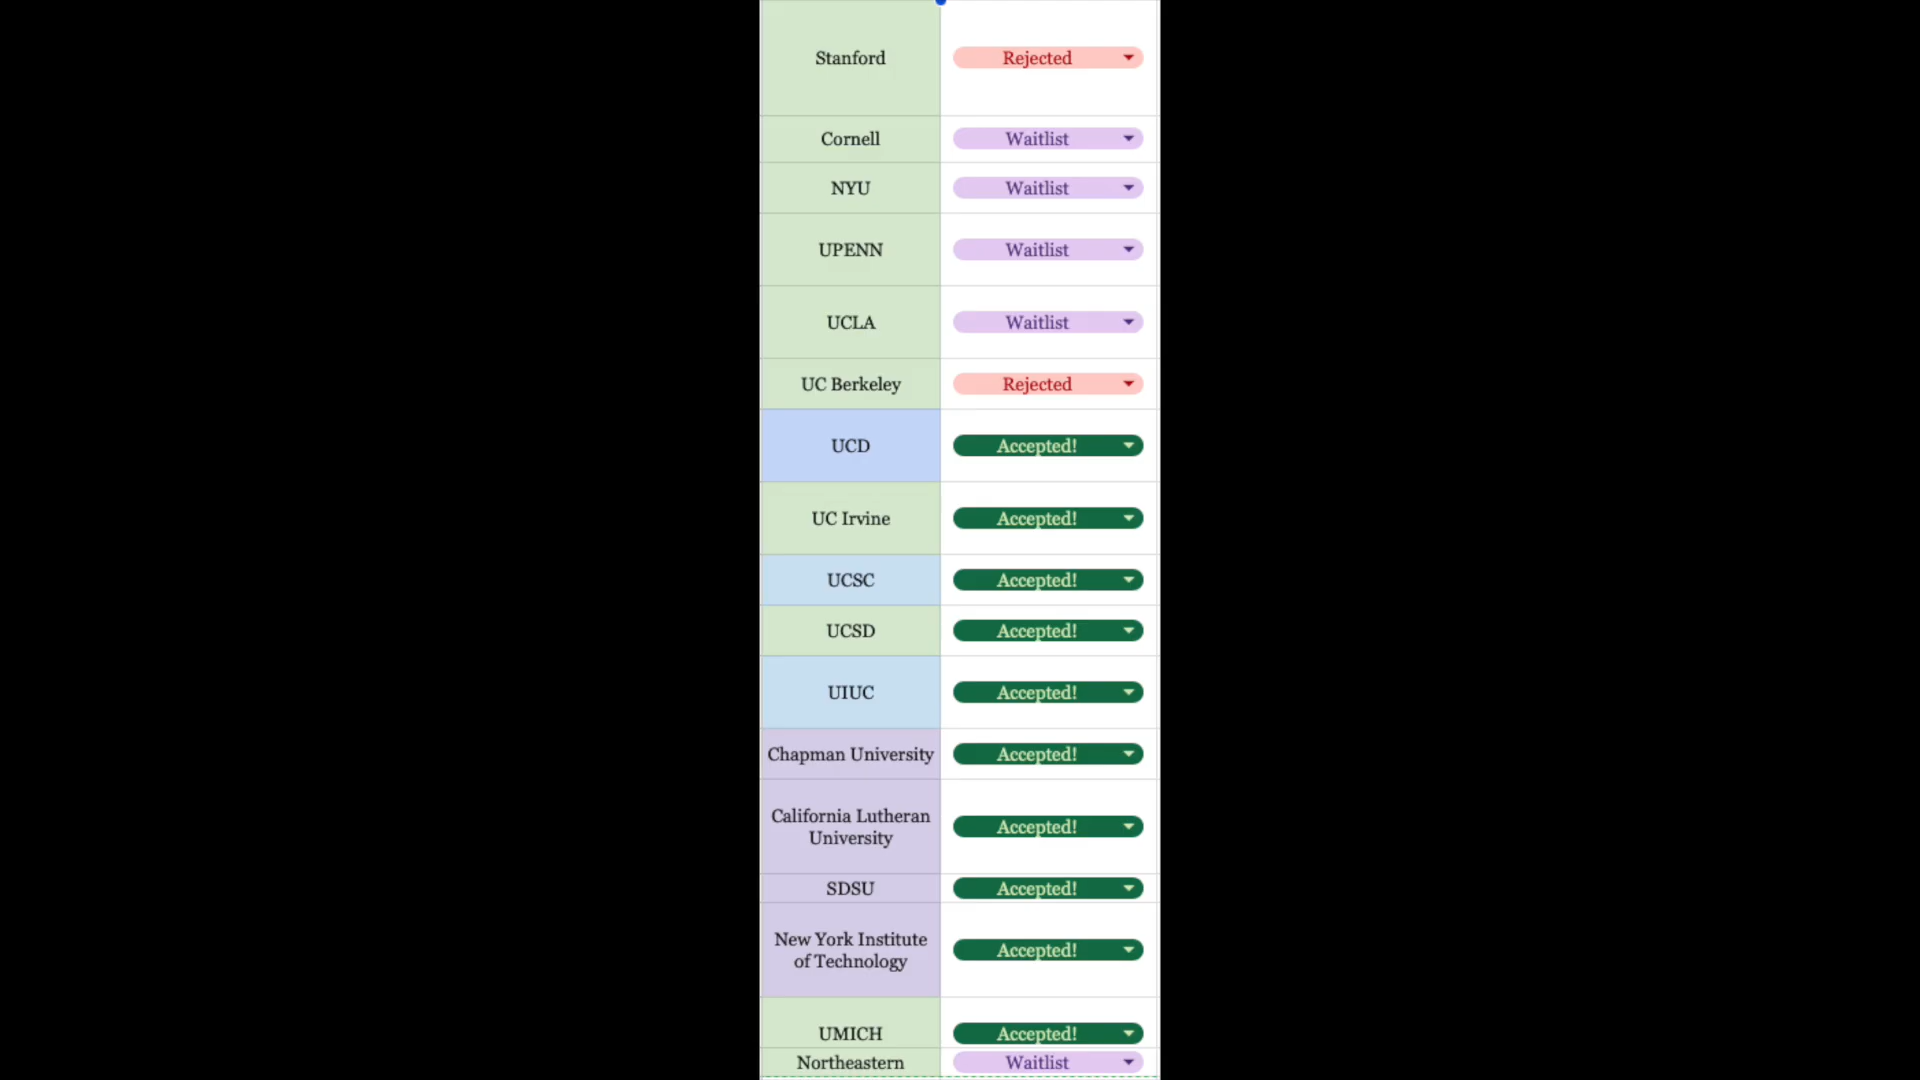 Stanford Rejected
Cornell Waitlist
NYU Waitlist
UPENN Waitlist
UCLA Waitlist
UC Berkeley Rejected
UCD Accepted!
UC Irvine Accepted!
UCSC Accepted!
UCSD Accepted!
UIUC Accepted!
Chapman University Accepted!
California Lutheran
University Accepted!
SDSU Accepted!
New York Institute
of Technology Accepted!
UMICH Accepted!
Northeastern Waitlist